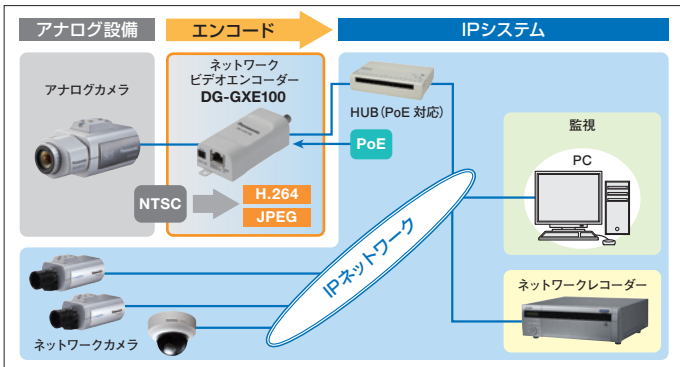 アナログ設備
エンコード
IPシステム
アナログカメラ
ネットワーク
ビデオエンコーダー
DG-GXE100
HUB（PoE 対応）
PoE
NTSC
H.264
JPEG
監視
PC
IPネットワーク
ネットワークカメラ
ネットワークレコーダー